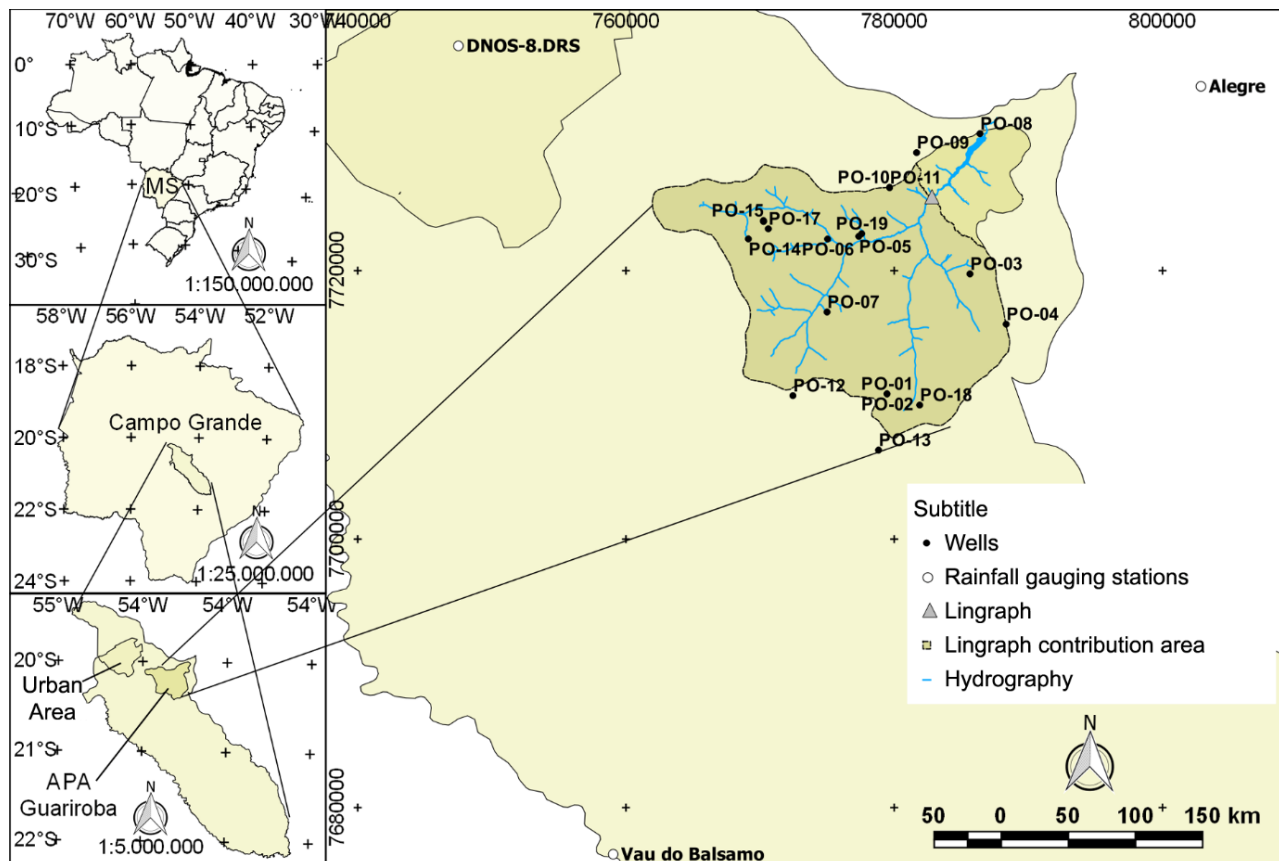 70°W 60°W 50°W 40°W 30°W
0°
10°S
20°S
30°S
MS
N
1:150.000.000
58°W 56°W 54°W 52°W
18°S
20°S
22°S
24°S
Campo Grande
N
1:25.000.000
55°W 54°W 54°W 54°W
20°S
21°S
22°S
Urban
Area
APA
Guariroba
N
1:5.000.000
740000 760000 780000 800000
7720000
7700000
7680000
DNOS-8.DRS
Alegre
PO-08
PO-09
PO-10PO-11
PO-15
PO-17
PO-19
PO-14PO-06
PO-05
PO-03
PO-07
PO-04
PO-12
PO-01
PO-02
PO-18
PO-13
Subtitle
Wells
Rainfall gauging stations
Lingraph
Lingraph contribution area
Hydrography
N
50 0 50 100 150 km
Vau do Balsamo